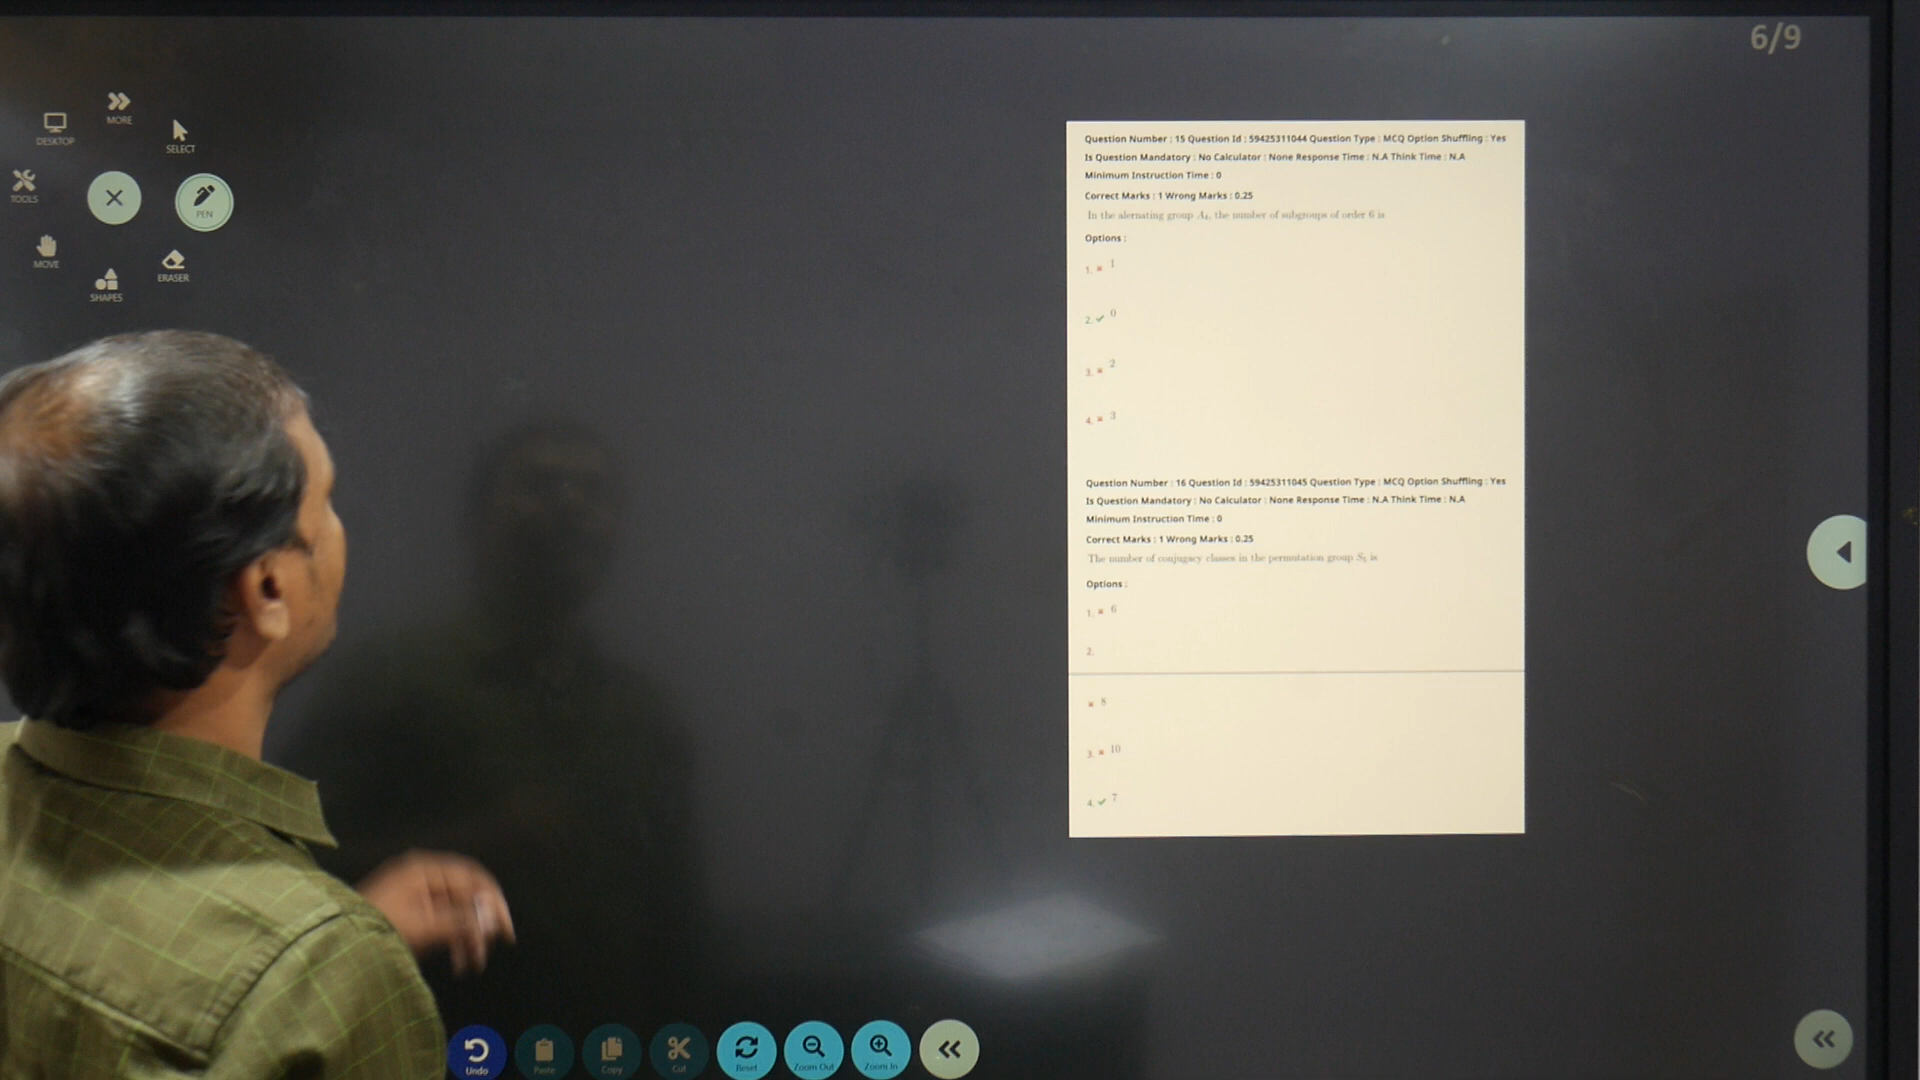 6/9
MORE
DESKTOP
SELECT
TOOLS
PEN
MOVE
ERASER
SHAPES
Question Number : 15 Question Id : 59425311044 Question Type : MCQ Option Shuffling : Yes
Is Question Mandatory : No Calculator : None Response Time : N.A Think Time : N.A
Minimum Instruction Time : 0
Correct Marks : 1 Wrong Marks : 0.25
In the alernating group A₄, the number of subgroups of order 6 is
Options :
1. 1
2. 0
3. 2
4. 3
Question Number : 16 Question Id : 59425311045 Question Type : MCQ Option Shuffling : Yes
Is Question Mandatory : No Calculator : None Response Time : N.A Think Time : N.A
Minimum Instruction Time : 0
Correct Marks : 1 Wrong Marks : 0.25
The number of conjugacy classes in the permutation group S₅ is
Options :
1. 6
2.
8
3. 10
4. 7
Undo
Paste
Copy
Cut
Reset
Zoom Out
Zoom In